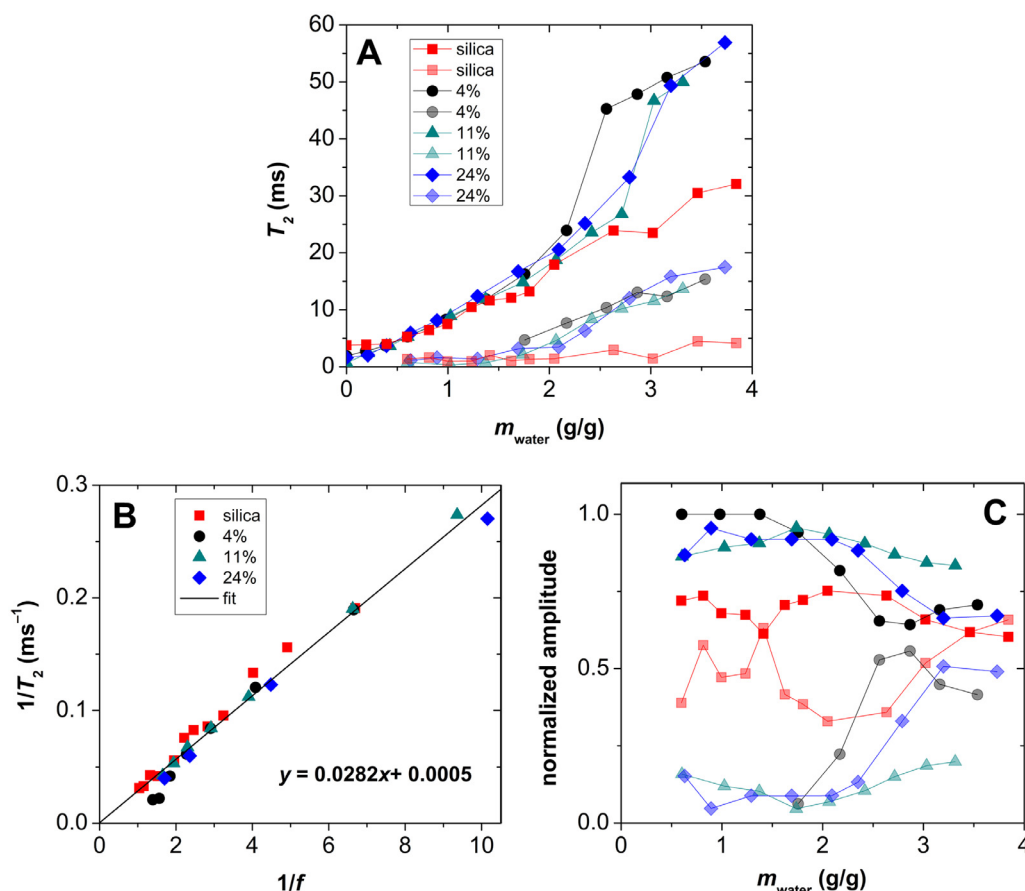 A
silica
silica
4%
4%
11%
11%
24%
24%
60
50
40
30
20
10
0
T2 (ms)
0 1 2 3 4
mwater (g/g)
B
silica
4%
11%
24%
fit
0.3
0.2
0.1
0.0
1/T2 (ms−1)
y = 0.0282x+ 0.0005
0 2 4 6 8 10
1/f
C
1.0
0.5
0.0
normalized amplitude
0 1 2 3 4
mwater (g/g)